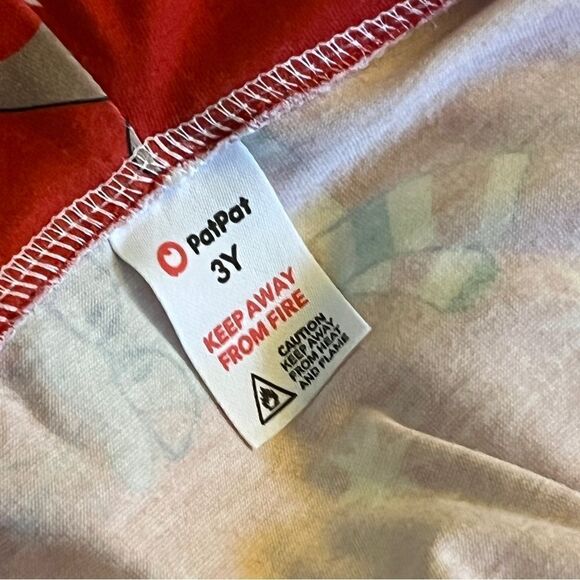 PatPat
3Y
KEEP AWAY
FROM FIRE
CAUTION
KEEP AWAY
FROM HEAT
AND FLAME